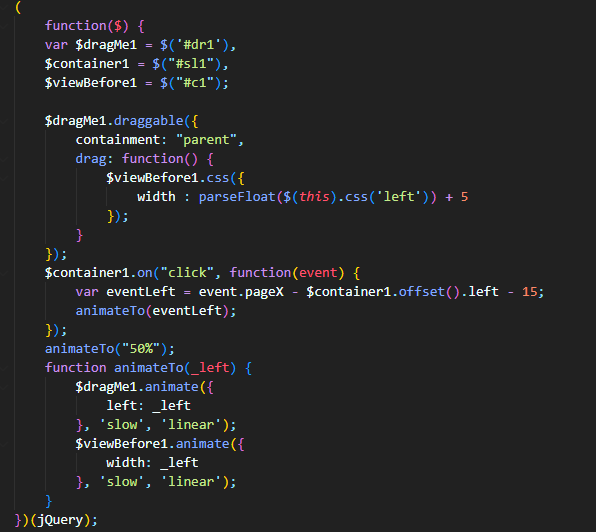 (
    function($) {
    var $dragMe1 = $('#dr1'),
    $container1 = $("#sl1"),
    $viewBefore1 = $("#c1");

    $dragMe1.draggable({
        containment: "parent",
        drag: function() {
            $viewBefore1.css({
                width : parseFloat($(this).css('left')) + 5
            });
        }
    });
    $container1.on("click", function(event) {
        var eventLeft = event.pageX - $container1.offset().left - 15;
        animateTo(eventLeft);
    });
    animateTo("50%");
    function animateTo(_left) {
        $dragMe1.animate({
            left: _left
        }, 'slow', 'linear');
        $viewBefore1.animate({
            width: _left
        }, 'slow', 'linear');
    }
})(jQuery);